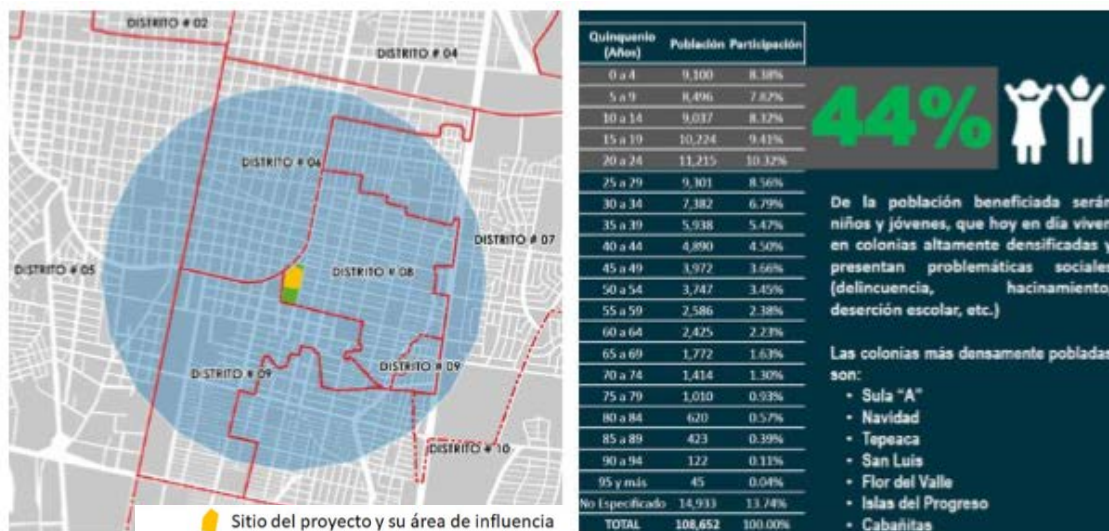 DISTRITO # 02
DISTRITO # 04
DISTRITO # 06
DISTRITO # 07
DISTRITO # 05
DISTRITO # 08
DISTRITO # 09
DISTRITO # 09
DISTRITO # 10
Sitio del proyecto y su área de influencia
Quinquenio (Años) Población Participación
0 a 4 9,100 8.38%
5 a 9 8,496 7.82%
10 a 14 9,037 8.32%
15 a 19 10,224 9.41%
20 a 24 11,215 10.32%
25 a 29 9,301 8.56%
30 a 34 7,382 6.79%
35 a 39 5,938 5.47%
40 a 44 4,890 4.50%
45 a 49 3,972 3.66%
50 a 54 3,747 3.45%
55 a 59 2,586 2.38%
60 a 64 2,425 2.23%
65 a 69 1,772 1.63%
70 a 74 1,414 1.30%
75 a 79 1,010 0.93%
80 a 84 620 0.57%
85 a 89 423 0.39%
90 a 94 122 0.11%
95 y más 45 0.04%
No Especificado 14,933 13.74%
TOTAL 108,652 100.00%
44%
De la población beneficiada serán
niños y jóvenes, que hoy en día viven
en colonias altamente densificadas y
presentan problemáticas sociales
(delincuencia, hacinamiento,
deserción escolar, etc.)
Las colonias más densamente pobladas
son:
• Sula "A"
• Navidad
• Tepeaca
• San Luis
• Flor del Valle
• Islas del Progreso
• Cabañitas